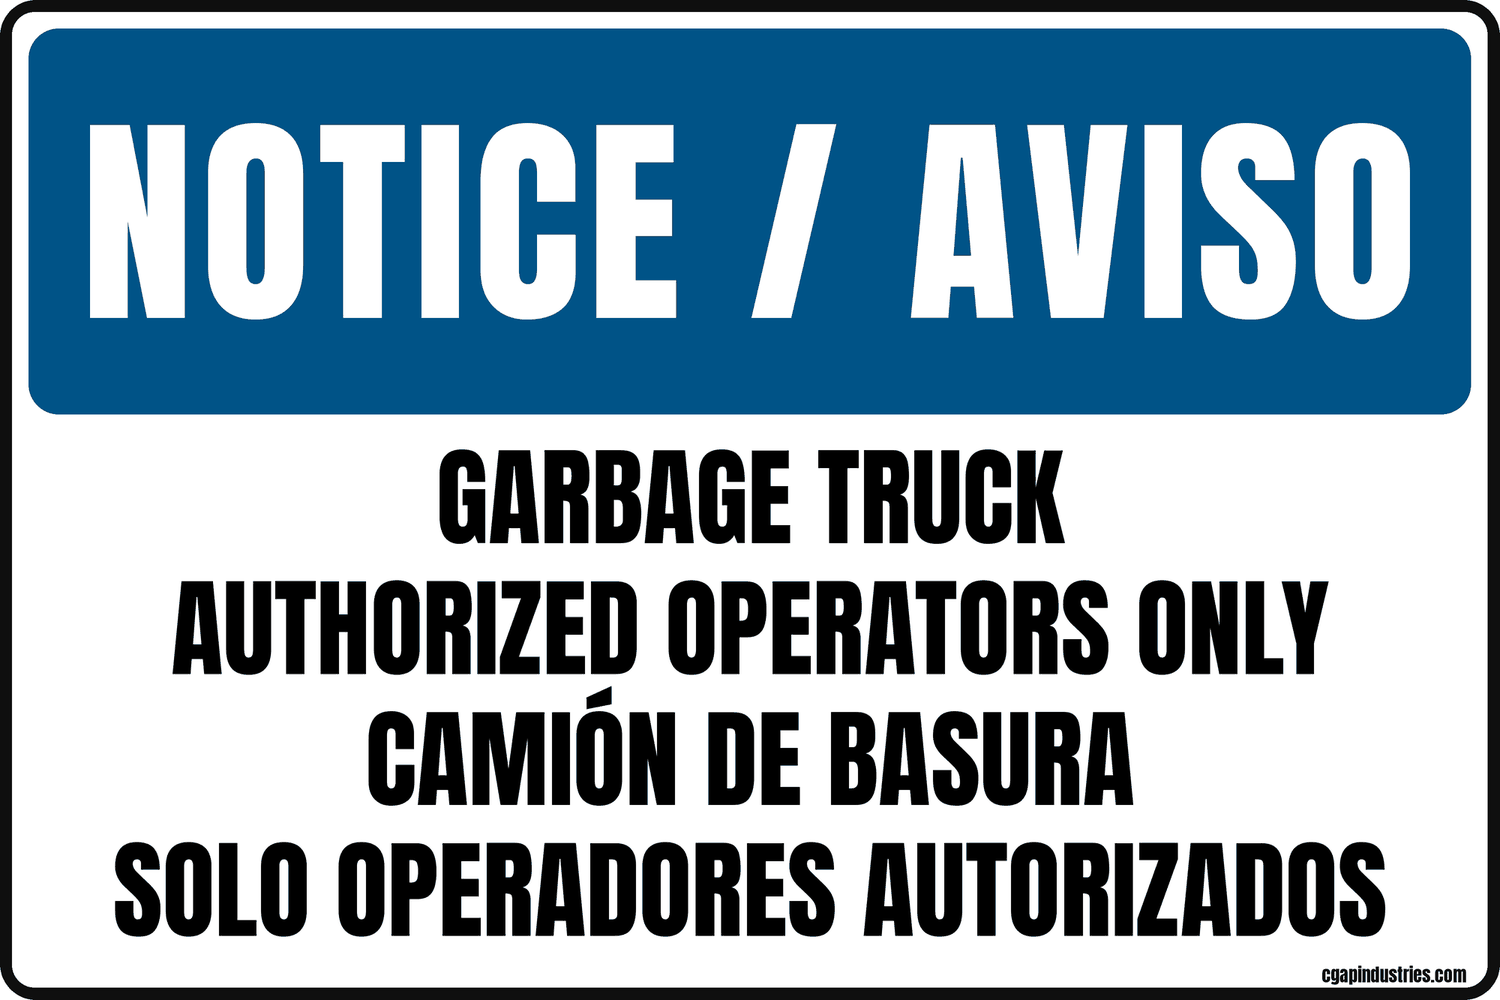 NOTICE / AVISO
GARBAGE TRUCK
AUTHORIZED OPERATORS ONLY
CAMIÓN DE BASURA
SOLO OPERADORES AUTORIZADOS
cgapindustries.com